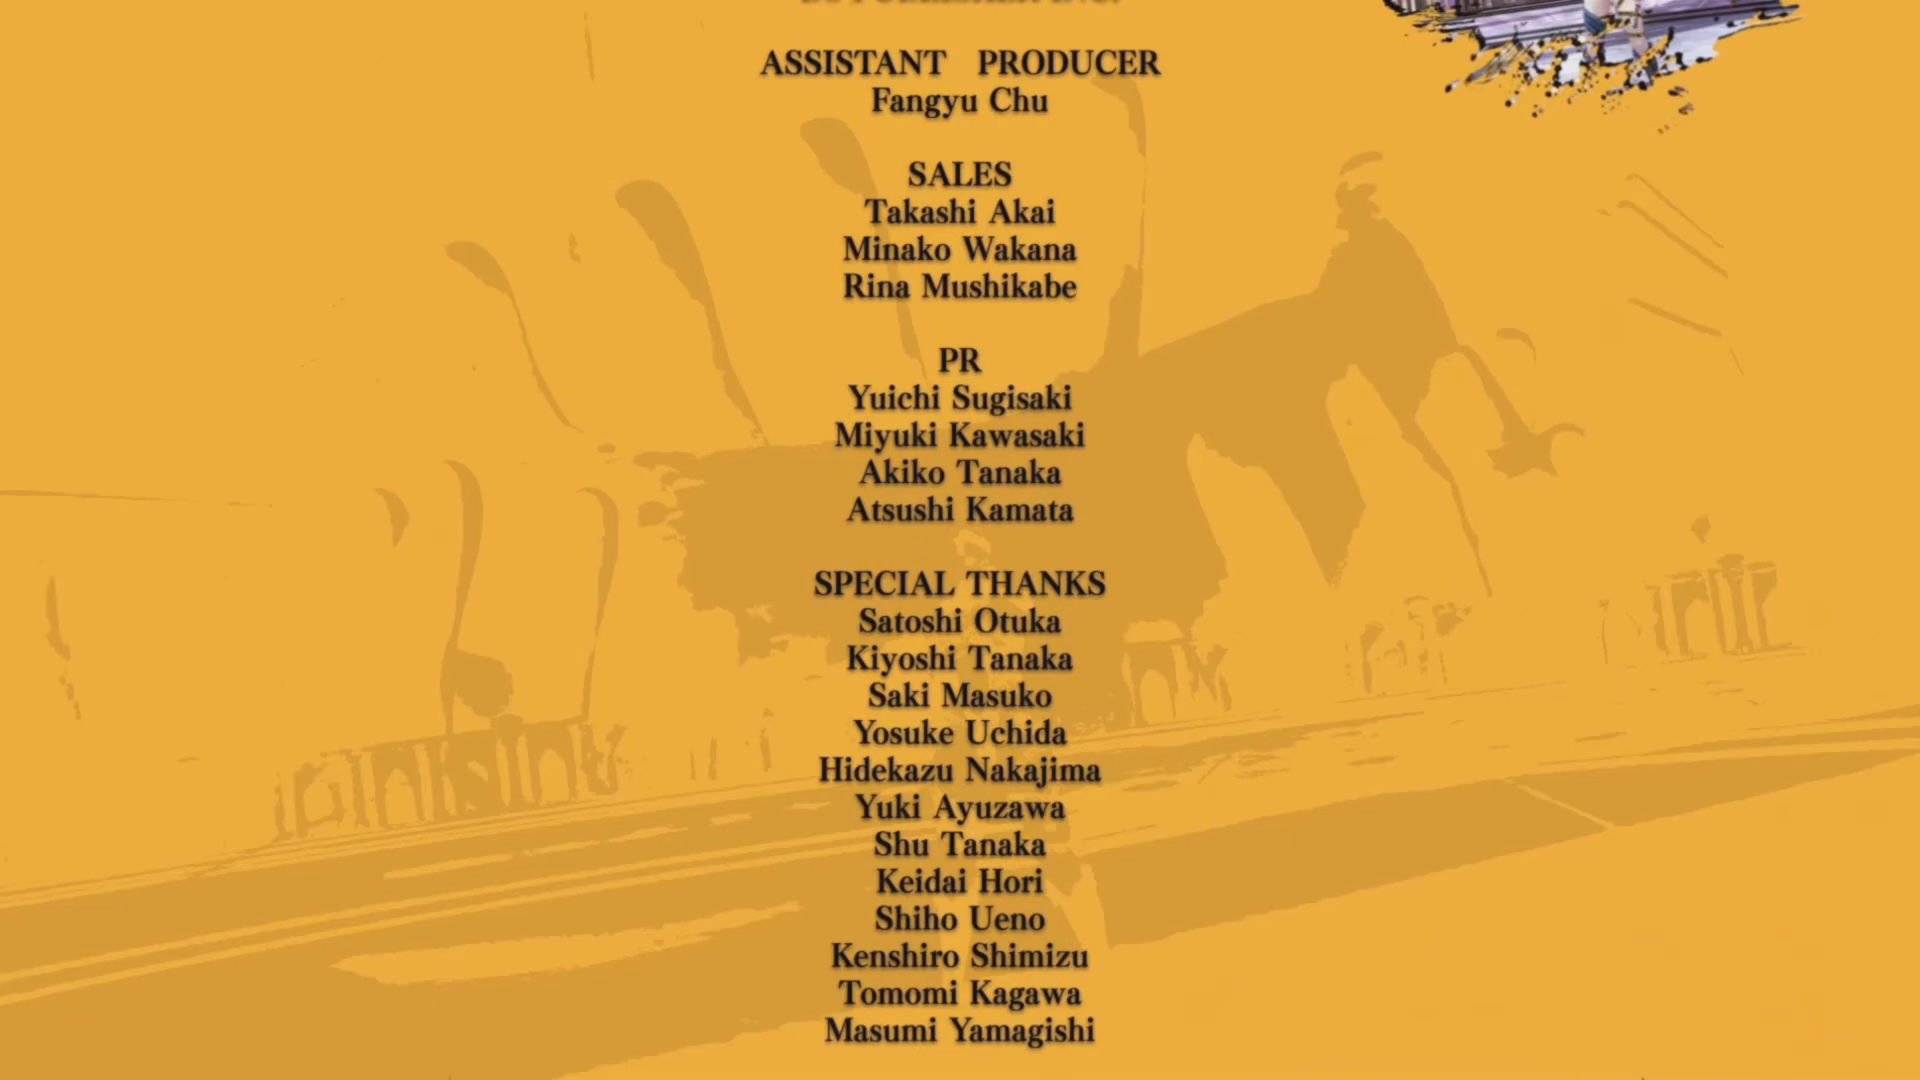 ASSISTANT PRODUCER
Fangyu Chu
SALES
Takashi Akai
Minako Wakana
Rina Mushikabe
PR
Yuichi Sugisaki
Miyuki Kawasaki
Akiko Tanaka
Atsushi Kamata
SPECIAL THANKS
Satoshi Otuka
Kiyoshi Tanaka
Saki Masuko
Yosuke Uchida
Hidekazu Nakajima
Yuki Ayuzawa
Shu Tanaka
Keidai Hori
Shiho Ueno
Kenshiro Shimizu
Tomomi Kagawa
Masumi Yamagishi